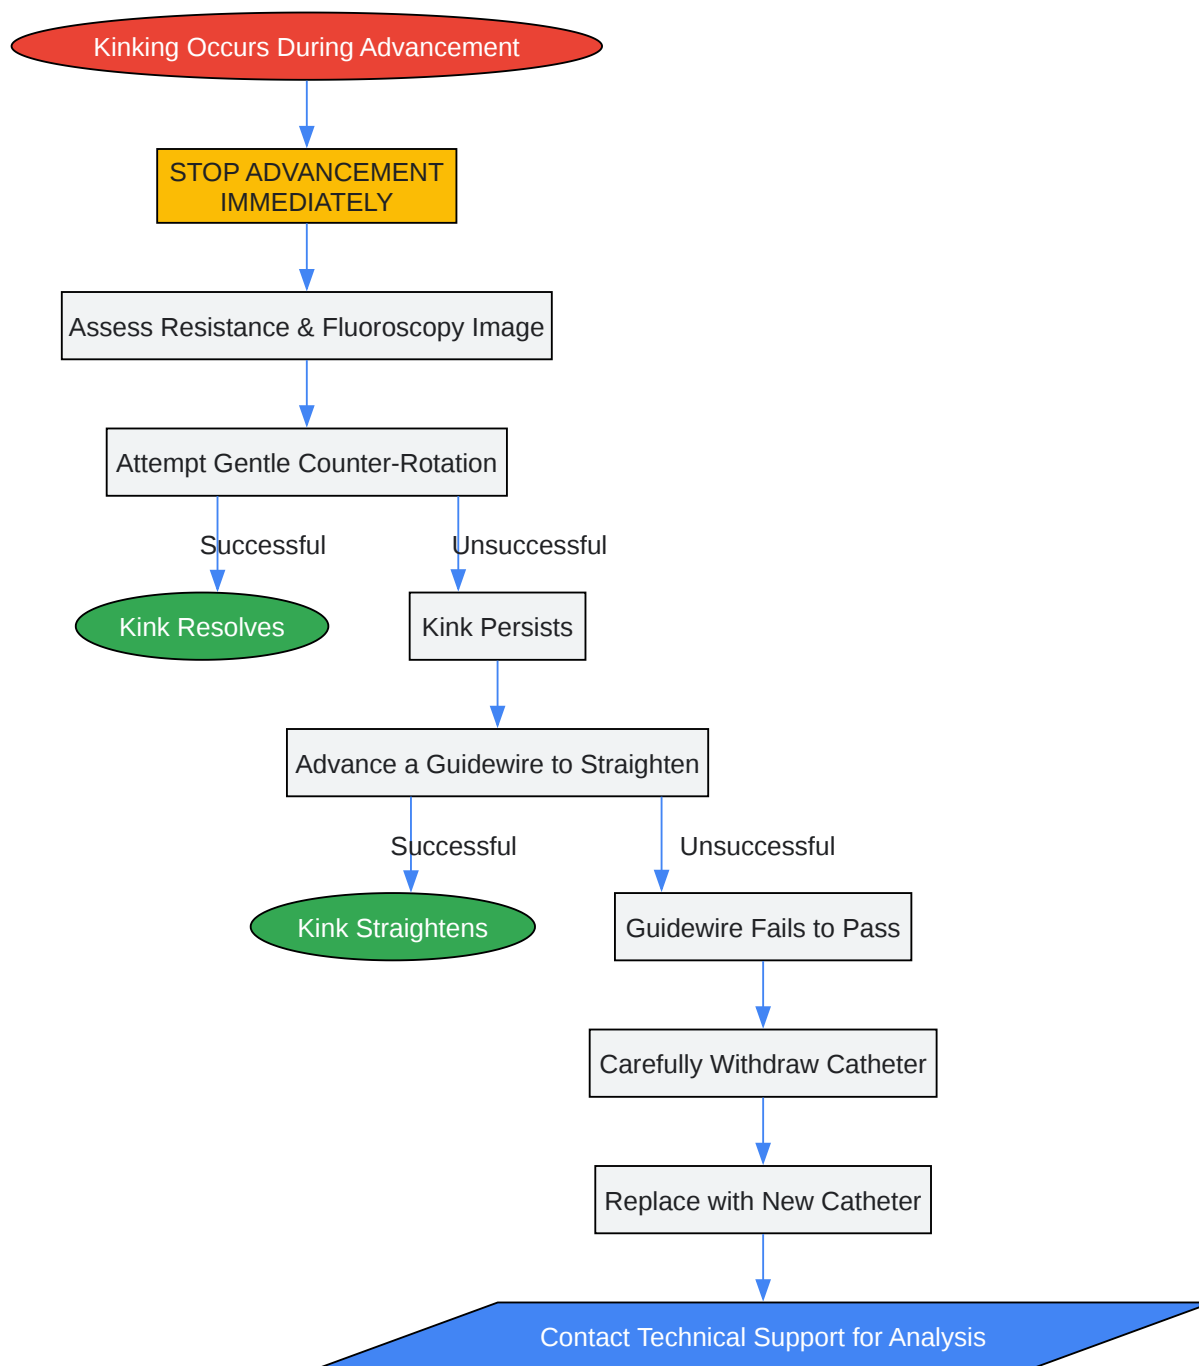 Kinking Occurs During Advancement
STOP ADVANCEMENT
IMMEDIATELY
Assess Resistance & Fluoroscopy Image
Attempt Gentle Counter-Rotation
Successful
Unsuccessful
Kink Resolves
Kink Persists
Advance a Guidewire to Straighten
Successful
Unsuccessful
Kink Straightens
Guidewire Fails to Pass
Carefully Withdraw Catheter
Replace with New Catheter
Contact Technical Support for Analysis